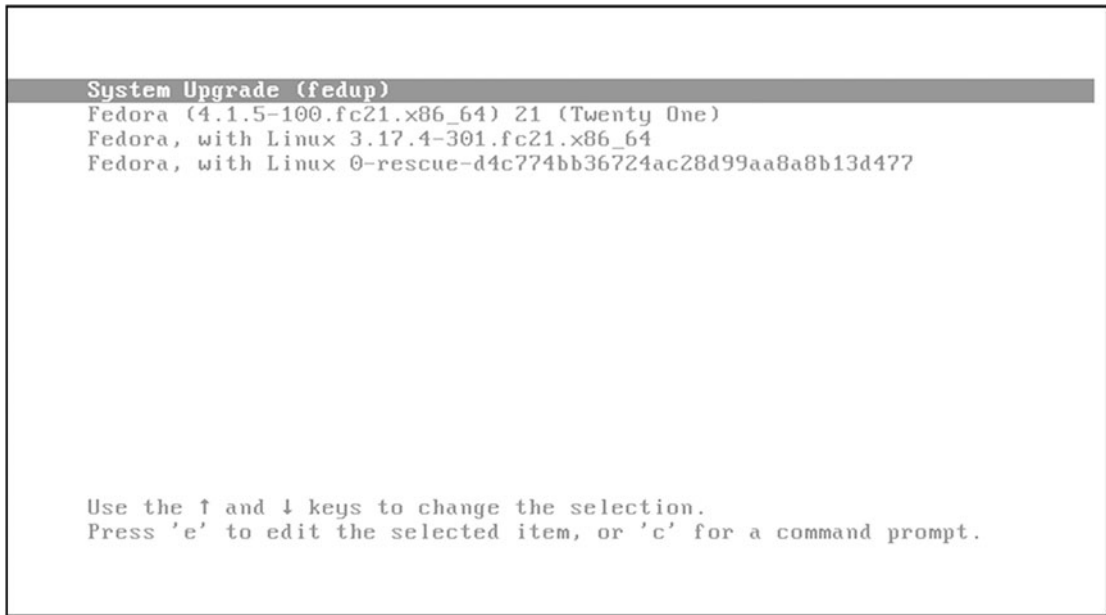 System Upgrade (fedup)
Fedora (4.1.5-100.fc21.x86_64) 21 (Twenty One)
Fedora, with Linux 3.17.4-301.fc21.x86_64
Fedora, with Linux 0-rescue-d4c774bb36724ac28d99aa8a8b13d477
Use the ↑ and ↓ keys to change the selection.
Press 'e' to edit the selected item, or 'c' for a command prompt.